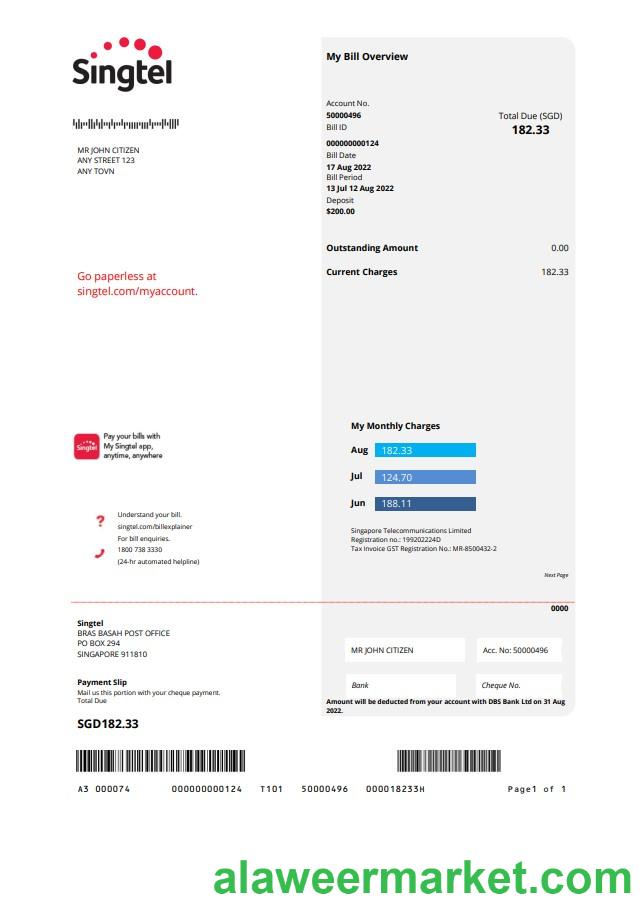 Singtel
MR JOHN CITIZEN
ANY STREET 123
ANY TOVN
Go paperless at
singtel.com/myaccount.
Singtel
Pay your bills with
My Singtel app,
anytime, anywhere
Understand your bill.
singtel.com/billexplainer
For bill enquiries.
1800 738 3330
(24-hr automated helpline)
My Bill Overview
Account No.
50000496
Bill ID
000000000124
Bill Date
17 Aug 2022
Bill Period
13 Jul 12 Aug 2022
Deposit
$200.00
Total Due (SGD)
182.33
Outstanding Amount 0.00
Current Charges 182.33
My Monthly Charges
Aug 182.33
Jul 124.70
Jun 188.11
Singapore Telecommunications Limited
Registration no.: 199202224D
Tax Invoice GST Registration No.: MR-8500432-2
Next Page
0000
Singtel
BRAS BASAH POST OFFICE
PO BOX 294
SINGAPORE 911810
Payment Slip
Mail us this portion with your cheque payment.
Total Due
SGD182.33
MR JOHN CITIZEN Acc. No: 50000496
Bank Cheque No.
Amount will be deducted from your account with DBS Bank Ltd on 31 Aug
2022.
A3 000074 000000000124 T101 50000496 000018233H Page1 of 1
alaweermarket.com